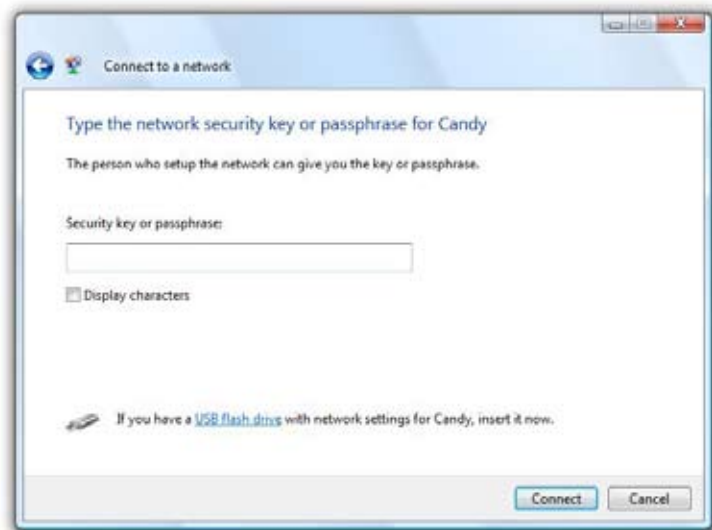 Connect to a network
Type the network security key or passphrase for Candy
The person who setup the network can give you the key or passphrase.
Security key or passphrase:
Display characters
If you have a USB flash drive with network settings for Candy, insert it now.
Connect
Cancel